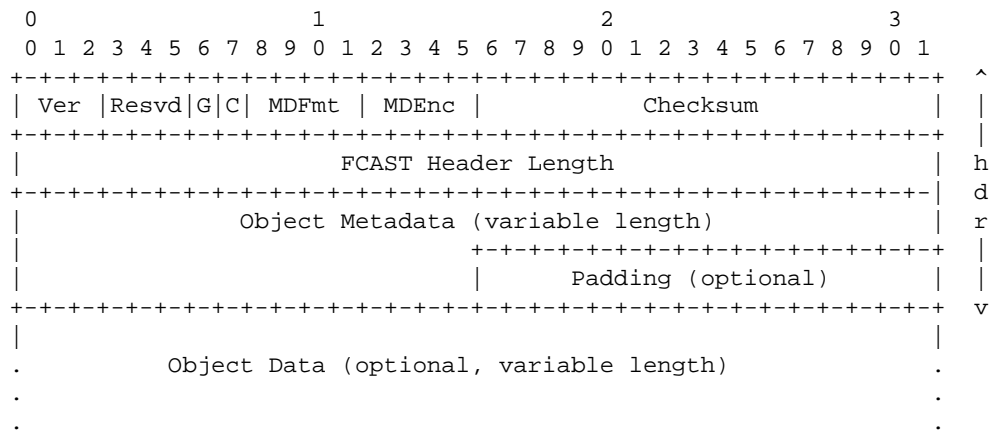 0                   1                   2                   3
 0 1 2 3 4 5 6 7 8 9 0 1 2 3 4 5 6 7 8 9 0 1 2 3 4 5 6 7 8 9 0 1
+-+-+-+-+-+-+-+-+-+-+-+-+-+-+-+-+-+-+-+-+-+-+-+-+-+-+-+-+-+-+-+-+  ^
| Ver |Resvd|G|C| MDFmt | MDEnc |           Checksum            |  |
+-+-+-+-+-+-+-+-+-+-+-+-+-+-+-+-+-+-+-+-+-+-+-+-+-+-+-+-+-+-+-+-+  |
|                      FCAST Header Length                      |  h
+-+-+-+-+-+-+-+-+-+-+-+-+-+-+-+-+-+-+-+-+-+-+-+-+-+-+-+-+-+-+-+-|  d
|               Object Metadata (variable length)               |  r
|                               +-+-+-+-+-+-+-+-+-+-+-+-+-+-+-+-+  |
|                               |      Padding (optional)       |  |
+-+-+-+-+-+-+-+-+-+-+-+-+-+-+-+-+-+-+-+-+-+-+-+-+-+-+-+-+-+-+-+-+  v
|                                                               |
.          Object Data (optional, variable length)              .
.                                                               .
.                                                               .